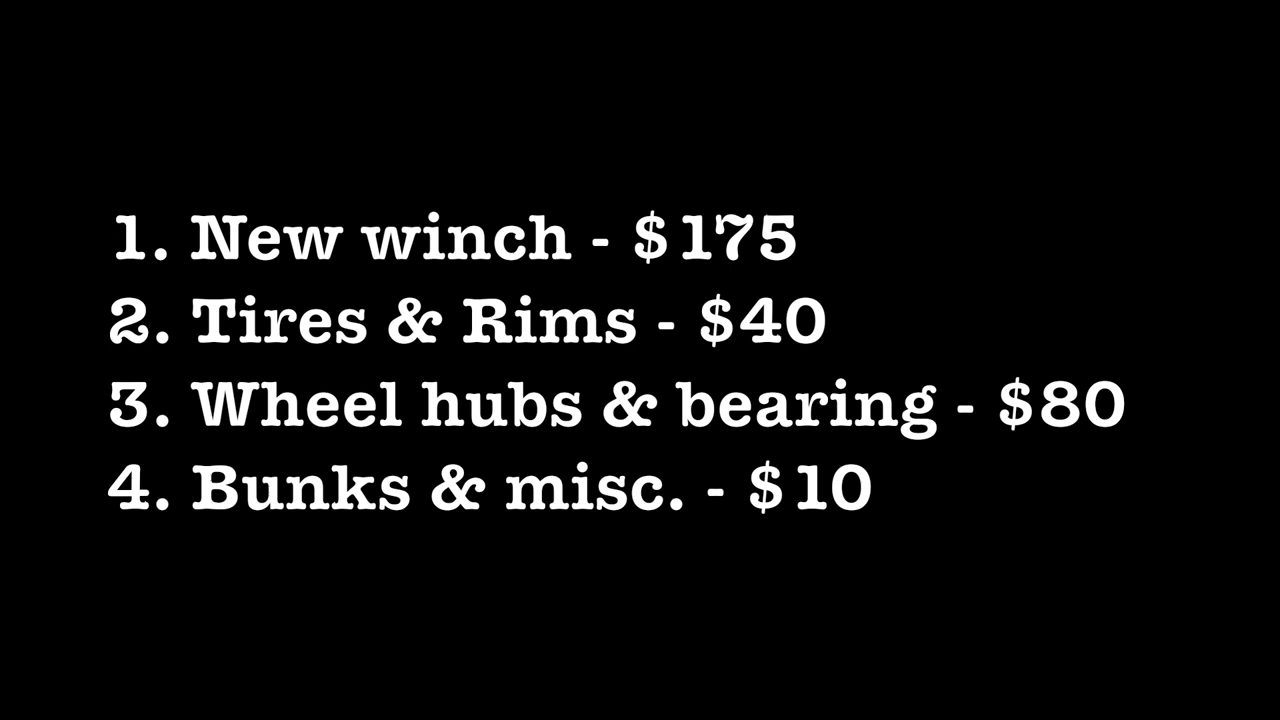 1. New winch - $175
2. Tires & Rims - $40
3. Wheel hubs & bearing - $80
4. Bunks & misc. - $10